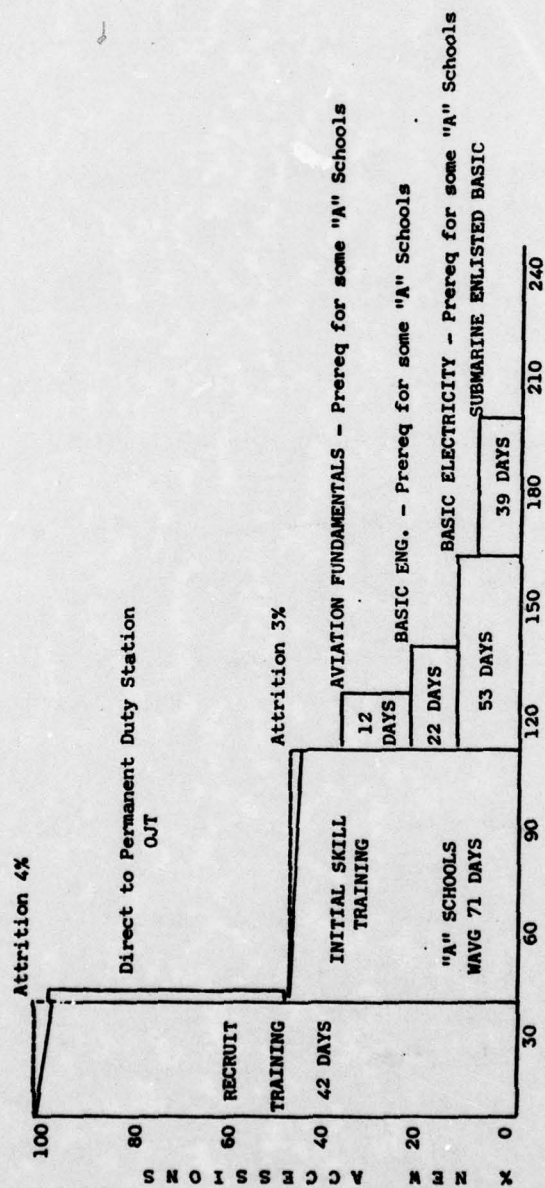 Attrition 4%
Direct to Permanent Duty Station
OJT
Attrition 3%
AVIATION FUNDAMENTALS - Prereq for some "A" Schools
BASIC ENG. - Prereq for some "A" Schools
BASIC ELECTRICITY - Prereq for some "A" Schools
SUBMARINE ENLISTED BASIC
RECRUIT
TRAINING
42 DAYS
INITIAL SKILL
TRAINING
"A" SCHOOLS
WAVG 71 DAYS
12
DAYS
22 DAYS
53 DAYS
39 DAYS
% NEW ACCESSIONS
100
80
60
40
20
0
30
60
90
120
150
180
210
240